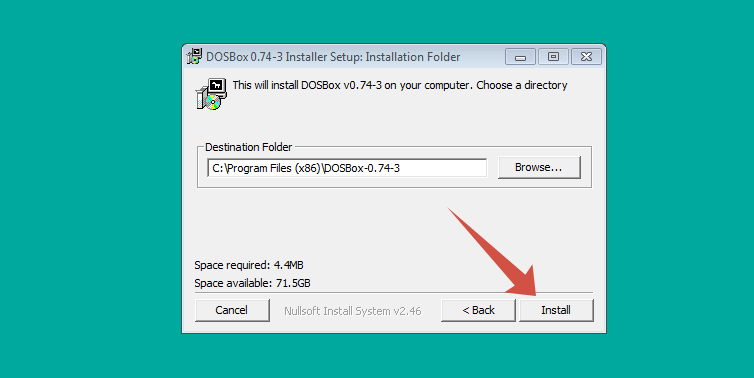 DOSBox 0.74-3 Installer Setup: Installation Folder
This will install DOSBox v0.74-3 on your computer. Choose a directory
Destination Folder
C:\Program Files (x86)\DOSBox-0.74-3
Browse...
Space required: 4.4MB
Space available: 71.5GB
Cancel
Nullsoft Install System v2.46
< Back
Install